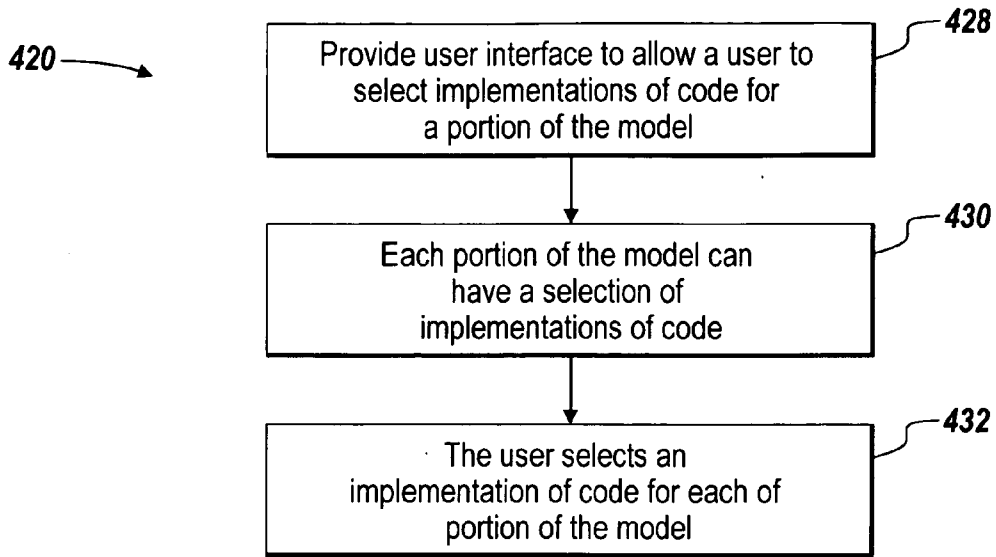 428
420
Provide user interface to allow a user to
select implementations of code for
a portion of the model
430
Each portion of the model can
have a selection of
implementations of code
432
The user selects an
implementation of code for each of
portion of the model